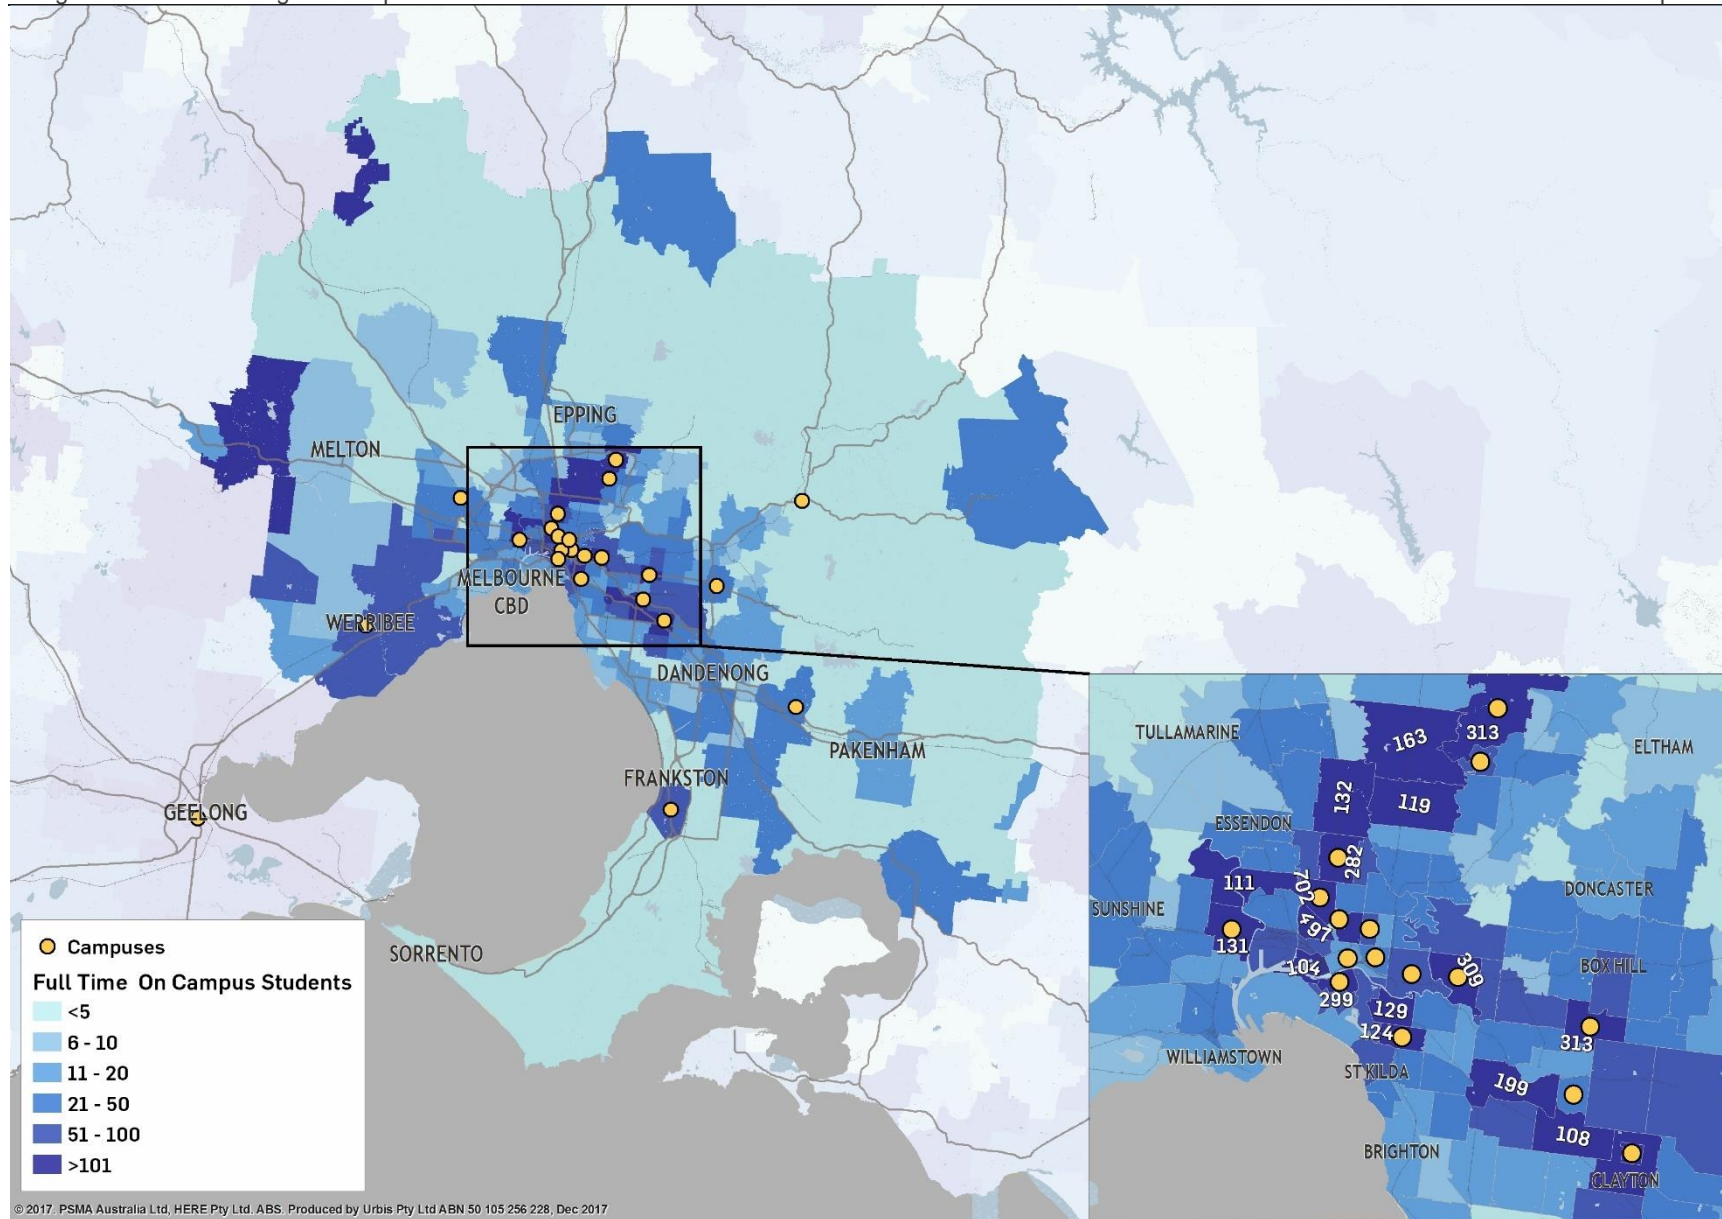 EPPING
MELTON
MELBOURNE
CBD
WERRIBEE
DANDENONG
PAKENHAM
FRANKSTON
GEELONG
SORRENTO
Campuses
Full Time On Campus Students
<5
6 - 10
11 - 20
21 - 50
51 - 100
>101
© 2017. PSMA Australia Ltd, HERE Pty Ltd. ABS. Produced by Urbis Pty Ltd ABN 50 105 256 228, Dec 2017
TULLAMARINE
163
313
ELTHAM
132
119
ESSENDON
282
111
702
DONCASTER
SUNSHINE
497
131
104
309
BOX HILL
299
129
124
313
WILLIAMSTOWN
ST KILDA
199
108
BRIGHTON
CLAYTON